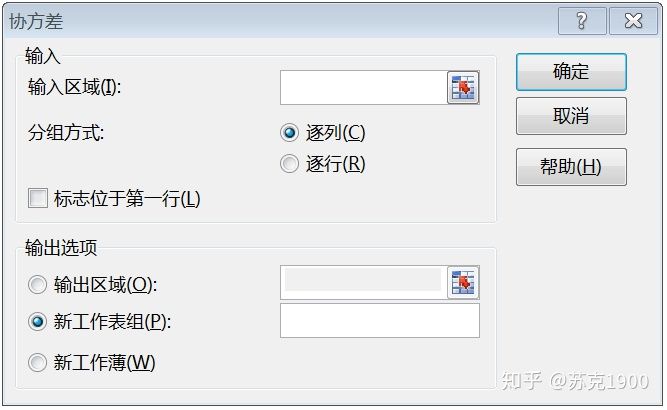 协方差
输入
输入区域(I):
确定
取消
分组方式:
逐列(C)
逐行(R)
帮助(H)
标志位于第一行(L)
输出选项
输出区域(O):
新工作表组(P):
新工作薄(W)
知乎 @苏克1900